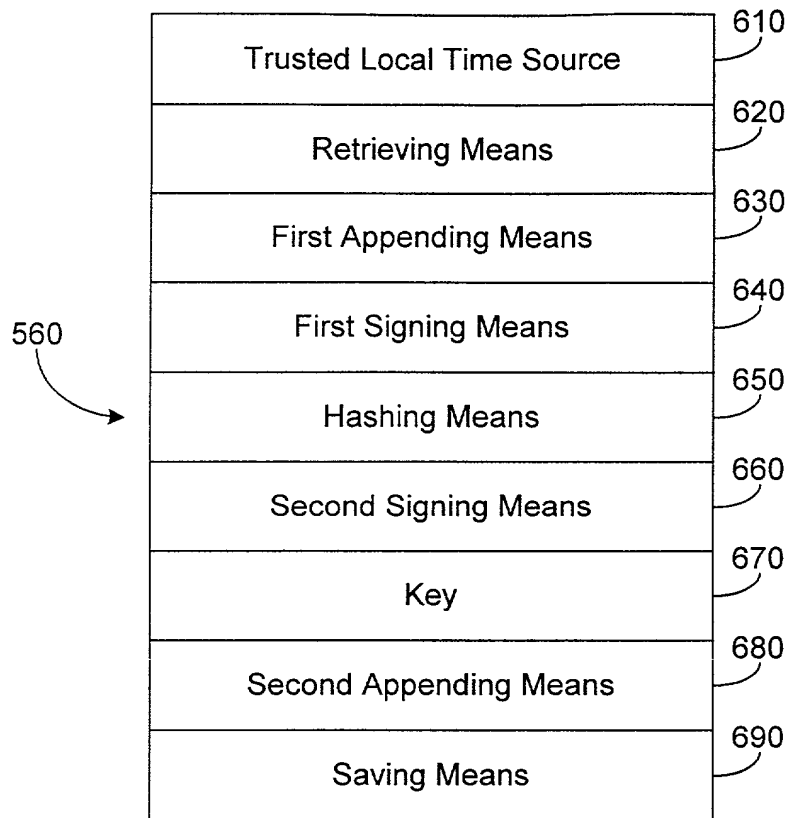 610
Trusted Local Time Source
620
Retrieving Means
630
First Appending Means
640
First Signing Means
560
650
Hashing Means
660
Second Signing Means
670
Key
680
Second Appending Means
690
Saving Means